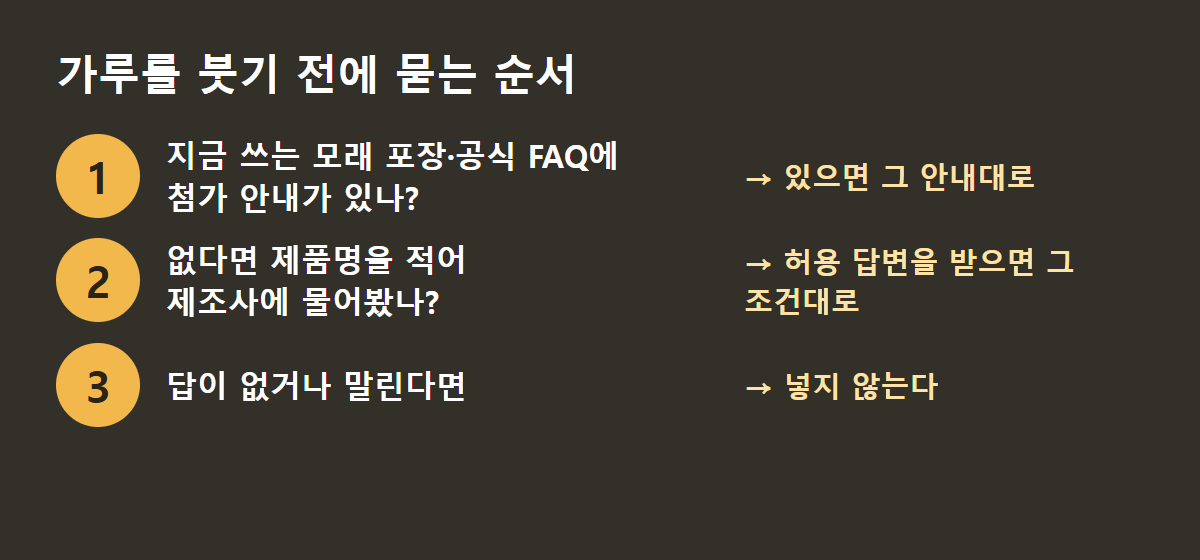 가루를 붓기 전에 묻는 순서
1
지금 쓰는 모래 포장·공식 FAQ에
첨가 안내가 있나?
→ 있으면 그 안내대로
2
없다면 제품명을 적어
제조사에 물어봤나?
→ 허용 답변을 받으면 그
조건대로
3
답이 없거나 말린다면
→ 넣지 않는다